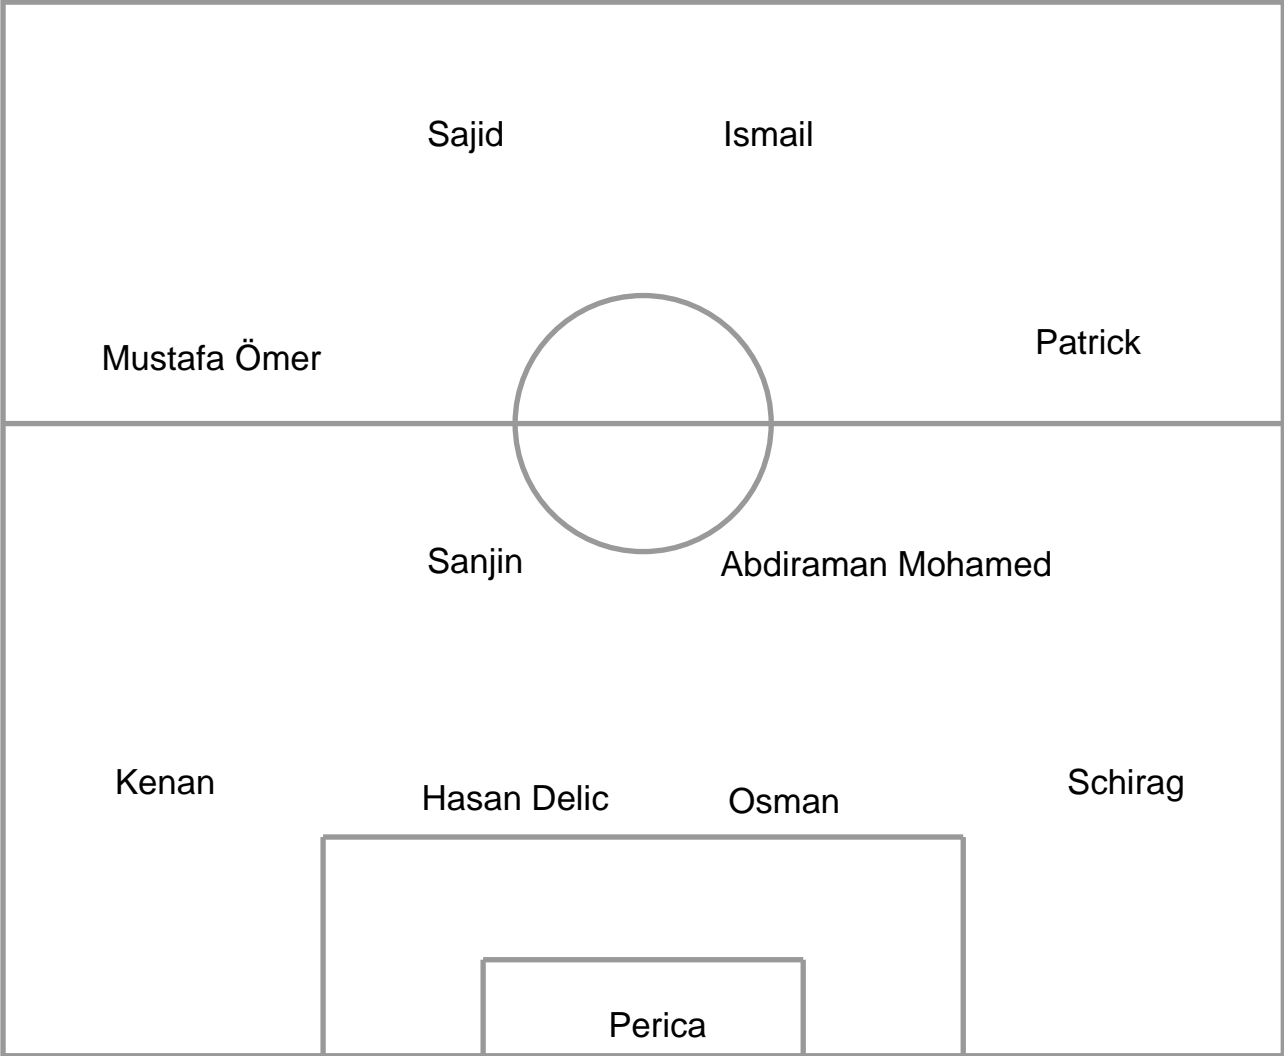 Sajid
Ismail
Mustafa Ömer
Patrick
Sanjin
Abdiraman Mohamed
Kenan
Hasan Delic
Osman
Schirag
Perica